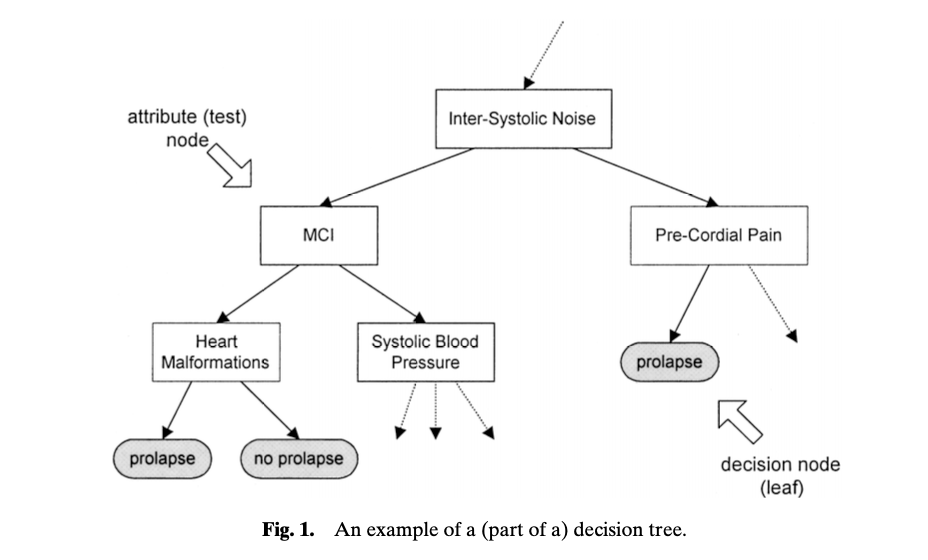 Inter-Systolic Noise
attribute (test)
node
MCI
Pre-Cordial Pain
Heart
Malformations
Systolic Blood
Pressure
prolapse
prolapse
no prolapse
decision node
(leaf)
Fig. 1. An example of a (part of a) decision tree.